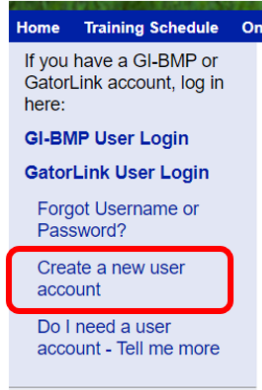 Home Training Schedule On
If you have a GI-BMP or
GatorLink account, log in
here:
GI-BMP User Login
GatorLink User Login
Forgot Username or
Password?
Create a new user
account
Do I need a user
account - Tell me more